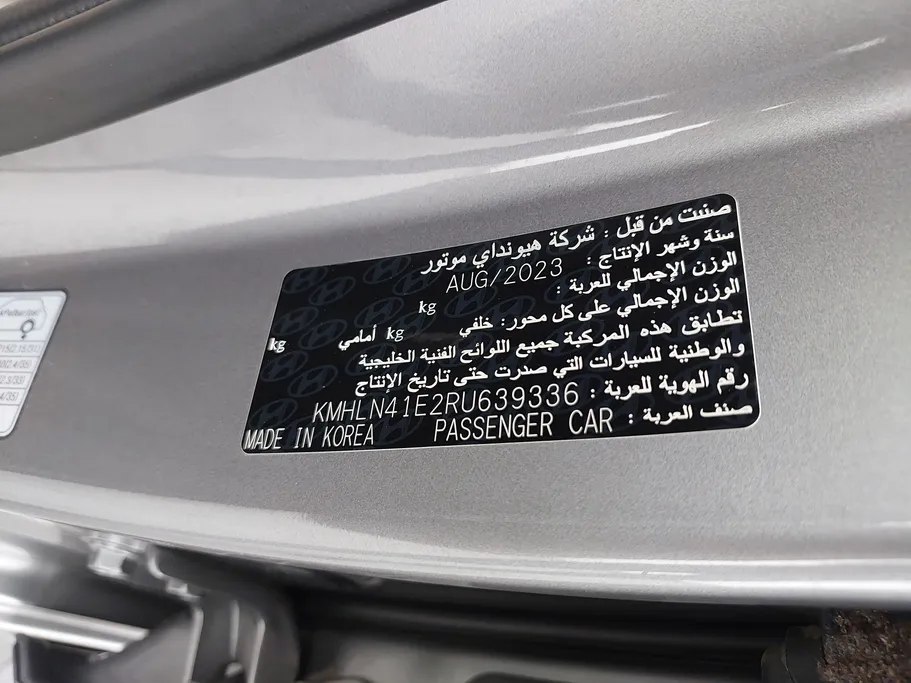 صنعت من قبل : شركة هيونداي موتور
سنة وشهر الإنتاج : AUG/2023
الوزن الإجمالي للعربة : kg
الوزن الإجمالي على كل محور: خلفي kg أمامي kg
تطابق هذه المركبة جميع اللوائح الفنية الخليجية
والوطنية للسيارات التي صدرت حتى تاريخ الإنتاج
رقم الهوية للعربة : KMHLN41E2RU639336
صنف العربة : PASSENGER CAR MADE IN KOREA